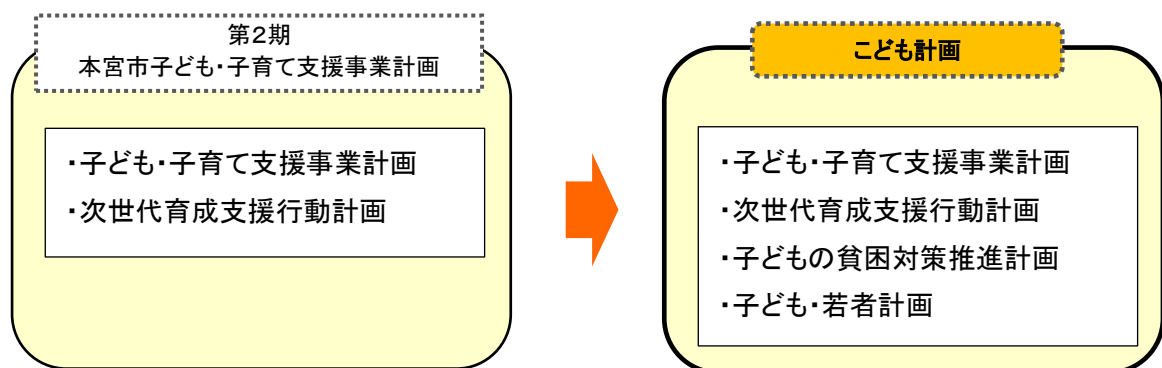 第2期
本宮市子ども・子育て支援事業計画
・子ども・子育て支援事業計画
・次世代育成支援行動計画
こども計画
・子ども・子育て支援事業計画
・次世代育成支援行動計画
・子どもの貧困対策推進計画
・子ども・若者計画